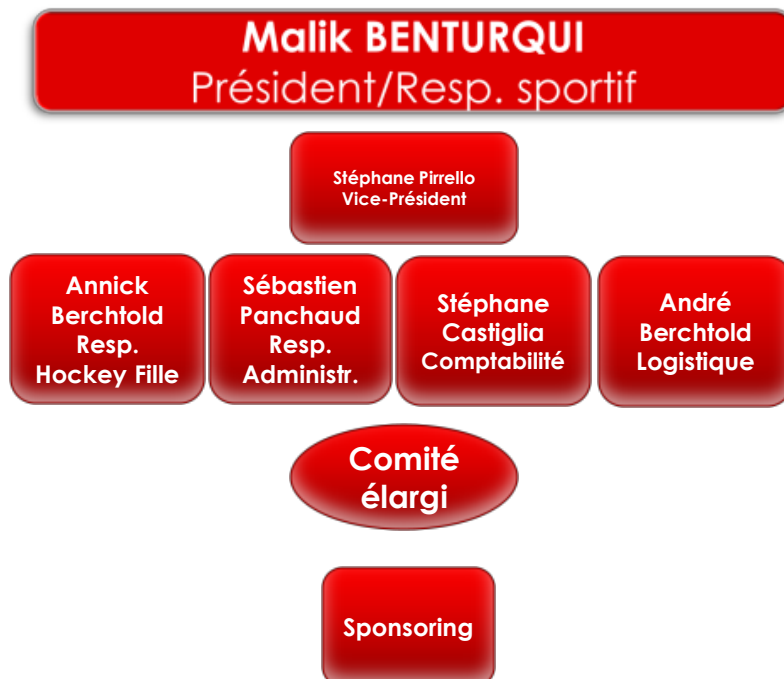 Malik BENTURQUI
Président/Resp. sportif
Stéphane Pirrello
Vice-Président
Annick
Berchtold
Resp.
Hockey Fille
Sébastien
Panchaud
Resp.
Administr.
Stéphane
Castiglia
Comptabilité
André
Berchtold
Logistique
Comité
élargi
Sponsoring